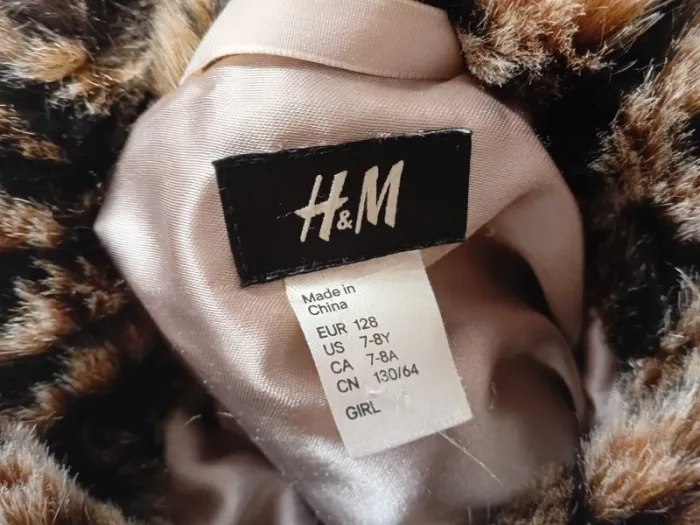 H&M
Made in
China
EUR 128
US 7-8Y
CA 7-8A
CN 130/64
GIRL